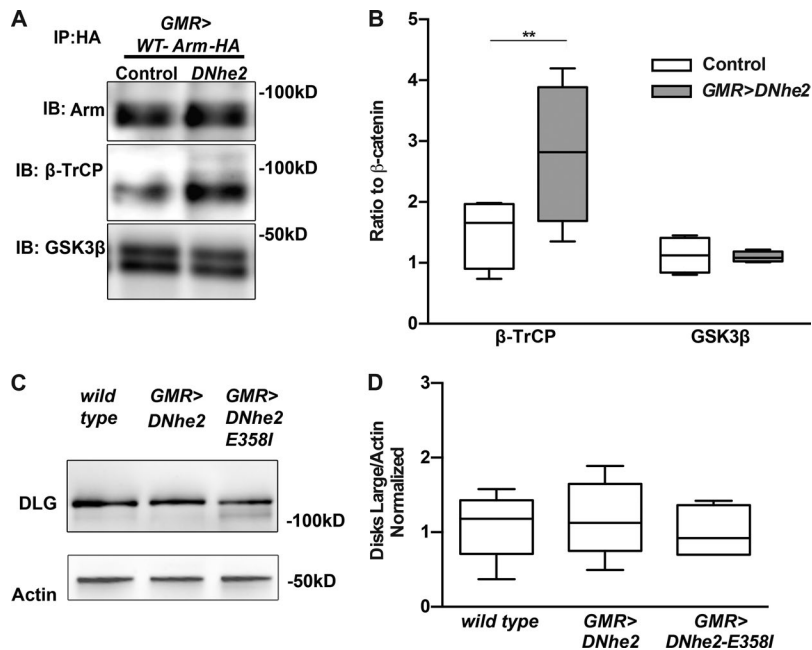 A
IP:HA
GMR>
WT- Arm-HA
Control DNhe2
-100kD
IB: Arm
IB: β-TrCP
-100kD
IB: GSK3β
-50kD
B
5
4
3
2
1
0
Ratio to β-catenin
**
Control
GMR>DNhe2
β-TrCP
GSK3β
C
wild
type
GMR>
DNhe2
GMR>
DNhe2
E358I
DLG
-100kD
-50kD
Actin
D
3
2
1
0
Disks Large/Actin
Normalized
wild type
GMR>
DNhe2
GMR>
DNhe2-E358I